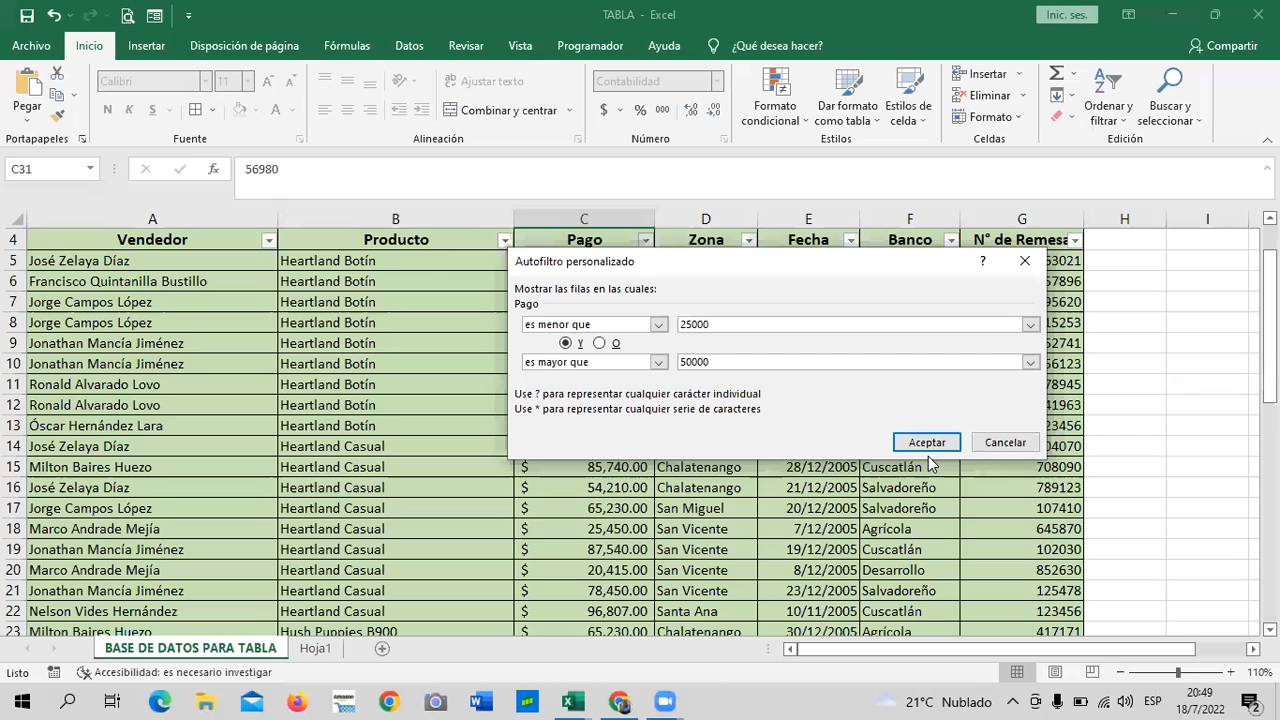 TABLA - Excel
Inic. ses.
Archivo Inicio Insertar Disposición de página Fórmulas Datos Revisar Vista Programador Ayuda ¿Qué desea hacer? Compartir
Pegar
Calibri 11
Ajustar texto
Combinar y centrar
Contabilidad
$ % 000
Formato condicional
Dar formato como tabla
Estilos de celda
Insertar
Eliminar
Formato
Ordenar y filtrar
Buscar y seleccionar
N K S
Portapapeles Fuente Alineación Número Estilos Celdas Edición
C31 fx 56980
A B C D E F G H I
4 Vendedor Producto Pago Zona Fecha Banco N° de Remesa
5 José Zelaya Díaz Heartland Botín 53021
6 Francisco Quintanilla Bustillo Heartland Botín
7 Jorge Campos López Heartland Botín
8 Jorge Campos López Heartland Botín
9 Jonathan Mancía Jiménez Heartland Botín
10 Jonathan Mancía Jiménez Heartland Botín
11 Ronald Alvarado Lovo Heartland Botín
12 Ronald Alvarado Lovo Heartland Botín
13 Óscar Hernández Lara Heartland Botín
14 José Zelaya Díaz Heartland Casual
15 Milton Baires Huezo Heartland Casual $ 85,740.00 Chalatenango 28/12/2005 Cuscatlán 708090
16 José Zelaya Díaz Heartland Casual $ 54,210.00 Chalatenango 21/12/2005 Salvadoreño 789123
17 Jorge Campos López Heartland Casual $ 65,230.00 San Miguel 20/12/2005 Salvadoreño 107410
18 Marco Andrade Mejía Heartland Casual $ 25,450.00 San Vicente 7/12/2005 Agrícola 645870
19 Jonathan Mancía Jiménez Heartland Casual $ 87,540.00 San Vicente 19/12/2005 Cuscatlán 102030
20 Marco Andrade Mejía Heartland Casual $ 20,415.00 San Vicente 8/12/2005 Desarrollo 852630
21 Jonathan Mancía Jiménez Heartland Casual $ 78,450.00 San Vicente 23/12/2005 Salvadoreño 125478
22 Nelson Vides Hernández Heartland Casual $ 96,807.00 Santa Ana 10/11/2005 Cuscatlán 123456
23 Milton Baires Huezo Hush Puppies B900 $ 65,230.00 Chalatenango 30/12/2005 Agrícola 417171
Autofiltro personalizado ?
Mostrar las filas en las cuales:
Pago
es menor que 25000
Y O
es mayor que 50000
Use ? para representar cualquier carácter individual
Use * para representar cualquier serie de caracteres
Aceptar Cancelar
BASE DE DATOS PARA TABLA Hoja1
Listo Accesibilidad: es necesario investigar 110%
21°C Nublado ESP
20:49
18/7/2022
2